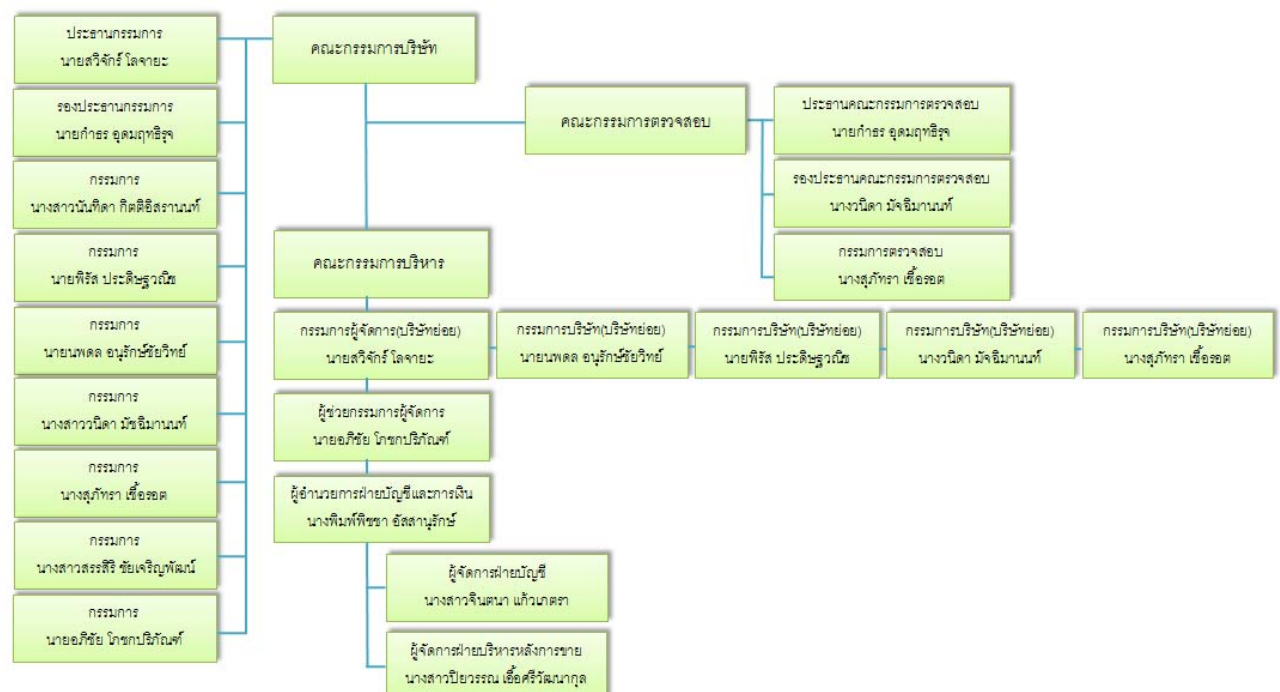 ประธานกรรมการ
นายสวิจักร์ โลจายะ
คณะกรรมการบริษัท
รองประธานกรรมการ
นายกำธร อุดมฤทธิรุจ
คณะกรรมการตรวจสอบ
ประธานคณะกรรมการตรวจสอบ
นายกำธร อุดมฤทธิรุจ
กรรมการ
นางสาวนันทิดา กิตติอิสรานนท์
รองประธานคณะกรรมการตรวจสอบ
นางวนิดา มัจฉิมานนท์
กรรมการ
นายพิรัส ประดิษฐวณิช
คณะกรรมการบริหาร
กรรมการตรวจสอบ
นางสุภัทรา เชื้อรอต
กรรมการ
นายนพดล อนุรักษ์ชัยวิทย์
กรรมการผู้จัดการ(บริษัทย่อย)
นายสวิจักร์ โลจายะ
กรรมการบริษัท(บริษัทย่อย)
นายนพดล อนุรักษ์ชัยวิทย์
กรรมการบริษัท(บริษัทย่อย)
นายพิรัส ประดิษฐวณิช
กรรมการบริษัท(บริษัทย่อย)
นางวนิดา มัจฉิมานนท์
กรรมการบริษัท(บริษัทย่อย)
นางสุภัทรา เชื้อรอต
กรรมการ
นางสาววนิดา มัชฉิมานนท์
ผู้ช่วยกรรมการผู้จัดการ
นายอภิชัย โภชกปริภัณฑ์
กรรมการ
นางสุภัทรา เชื้อรอต
ผู้อำนวยการฝ่ายบัญชีและการเงิน
นางพิมพ์พิชชา อัสสานุรักษ์
กรรมการ
นางสาวสรรสิริ ชัยเจริญพัฒน์
ผู้จัดการฝ่ายบัญชี
นางสาวจินตนา แก้วเกตรา
กรรมการ
นายอภิชัย โภชกปริภัณฑ์
ผู้จัดการฝ่ายบริหารหลังการขาย
นางสาวปิยวรรณ เอื้อศรีวัฒนากุล